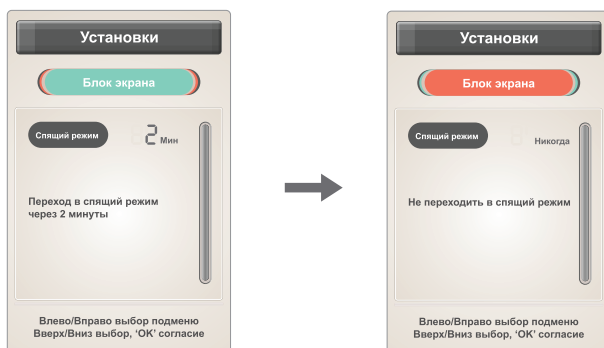 Установки
Блок экрана
Спящий режим 2 Мин
Переход в спящий режим
через 2 минуты
Влево/Вправо выбор подменю
Вверх/Вниз выбор, ‘OK’ согласие
Установки
Блок экрана
Спящий режим Никогда
Не переходить в спящий режим
Влево/Вправо выбор подменю
Вверх/Вниз выбор, ‘OK’ согласие